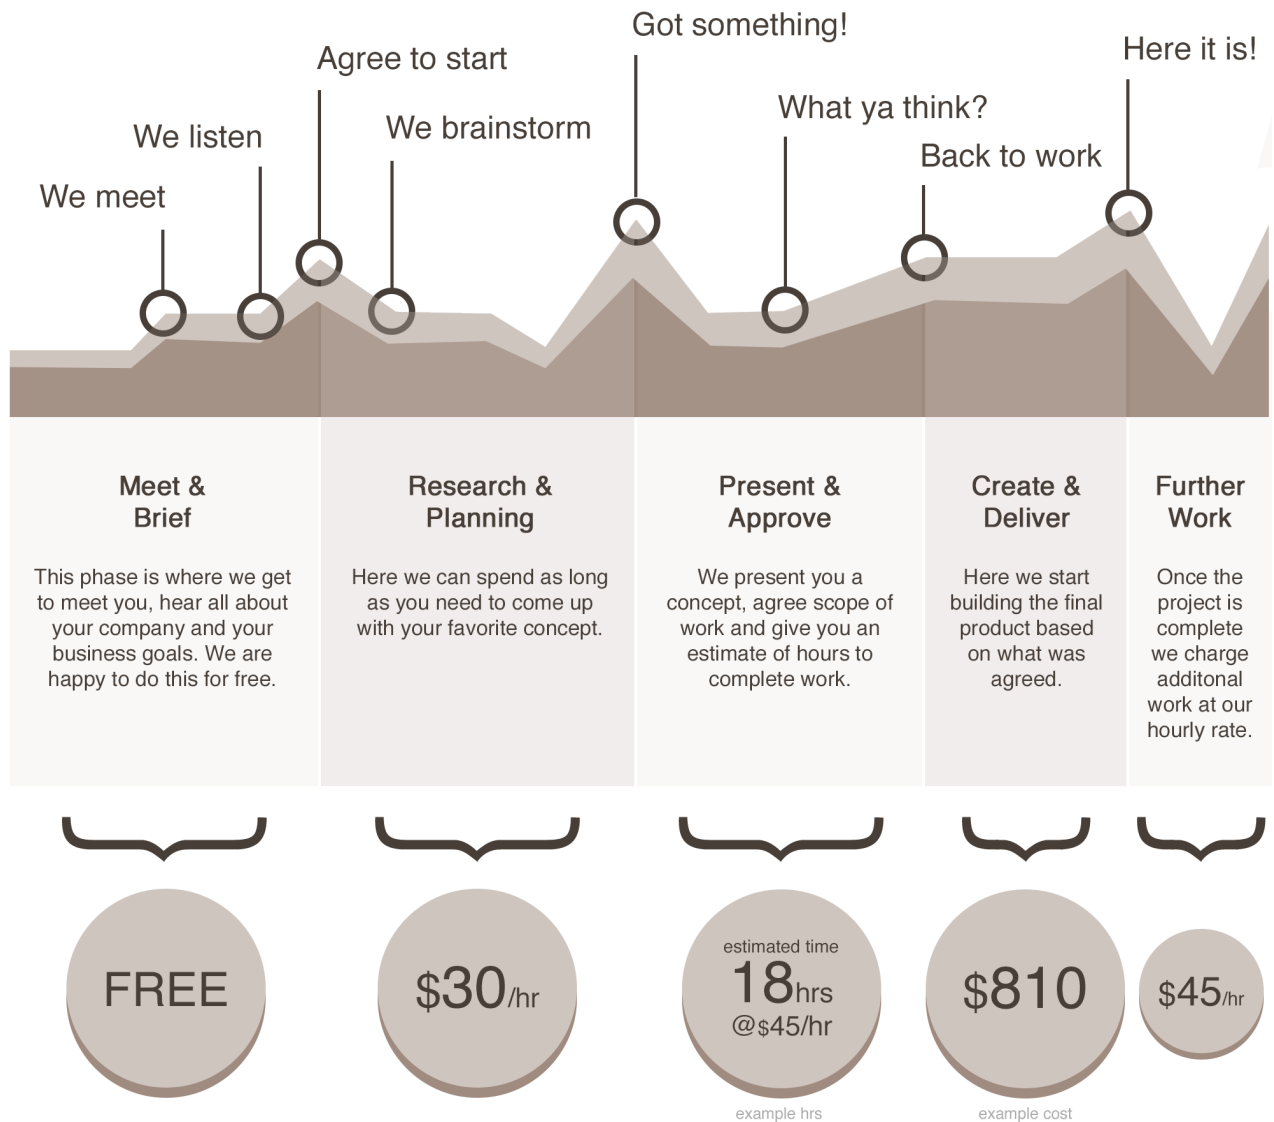 Got something!
Here it is!
Agree to start
What ya think?
We brainstorm
We listen
Back to work
We meet
Meet &
Brief
This phase is where we get
to meet you, hear all about
your company and your
business goals. We are
happy to do this for free.
Research &
Planning
Here we can spend as long
as you need to come up
with your favorite concept.
Present &
Approve
We present you a
concept, agree scope of
work and give you an
estimate of hours to
complete work.
Create &
Deliver
Here we start
building the final
product based
on what was
agreed.
Further
Work
Once the
project is
complete
we charge
additonal
work at our
hourly rate.
FREE
$30/hr
estimated time
18hrs
@$45/hr
example hrs
$810
example cost
$45/hr